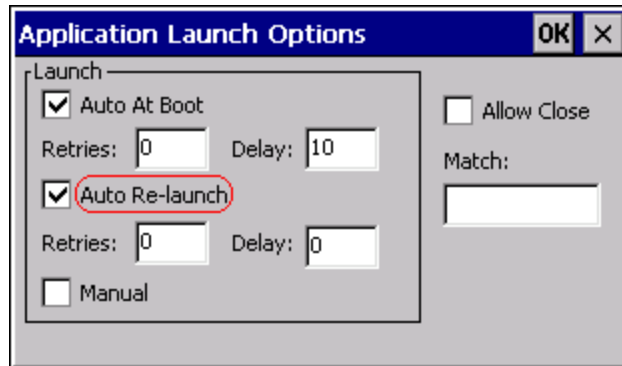 Application Launch Options OK ×
Launch
Auto At Boot
Allow Close
Retries: 0 Delay: 10
Match:
Auto Re-launch
Retries: 0 Delay: 0
Manual